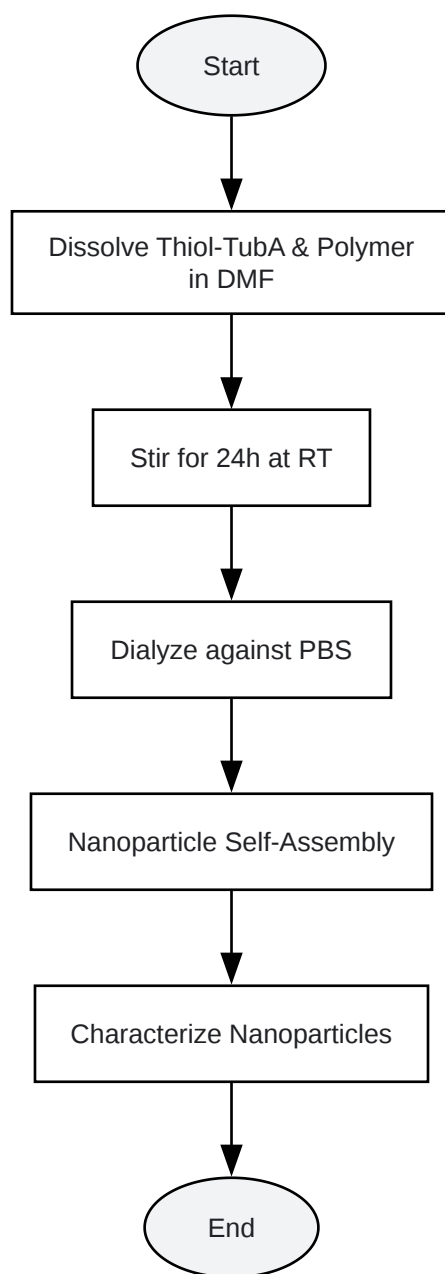 Start
Dissolve Thiol-TubA & Polymer
in DMF
Stir for 24h at RT
Dialyze against PBS
Nanoparticle Self-Assembly
Characterize Nanoparticles
End